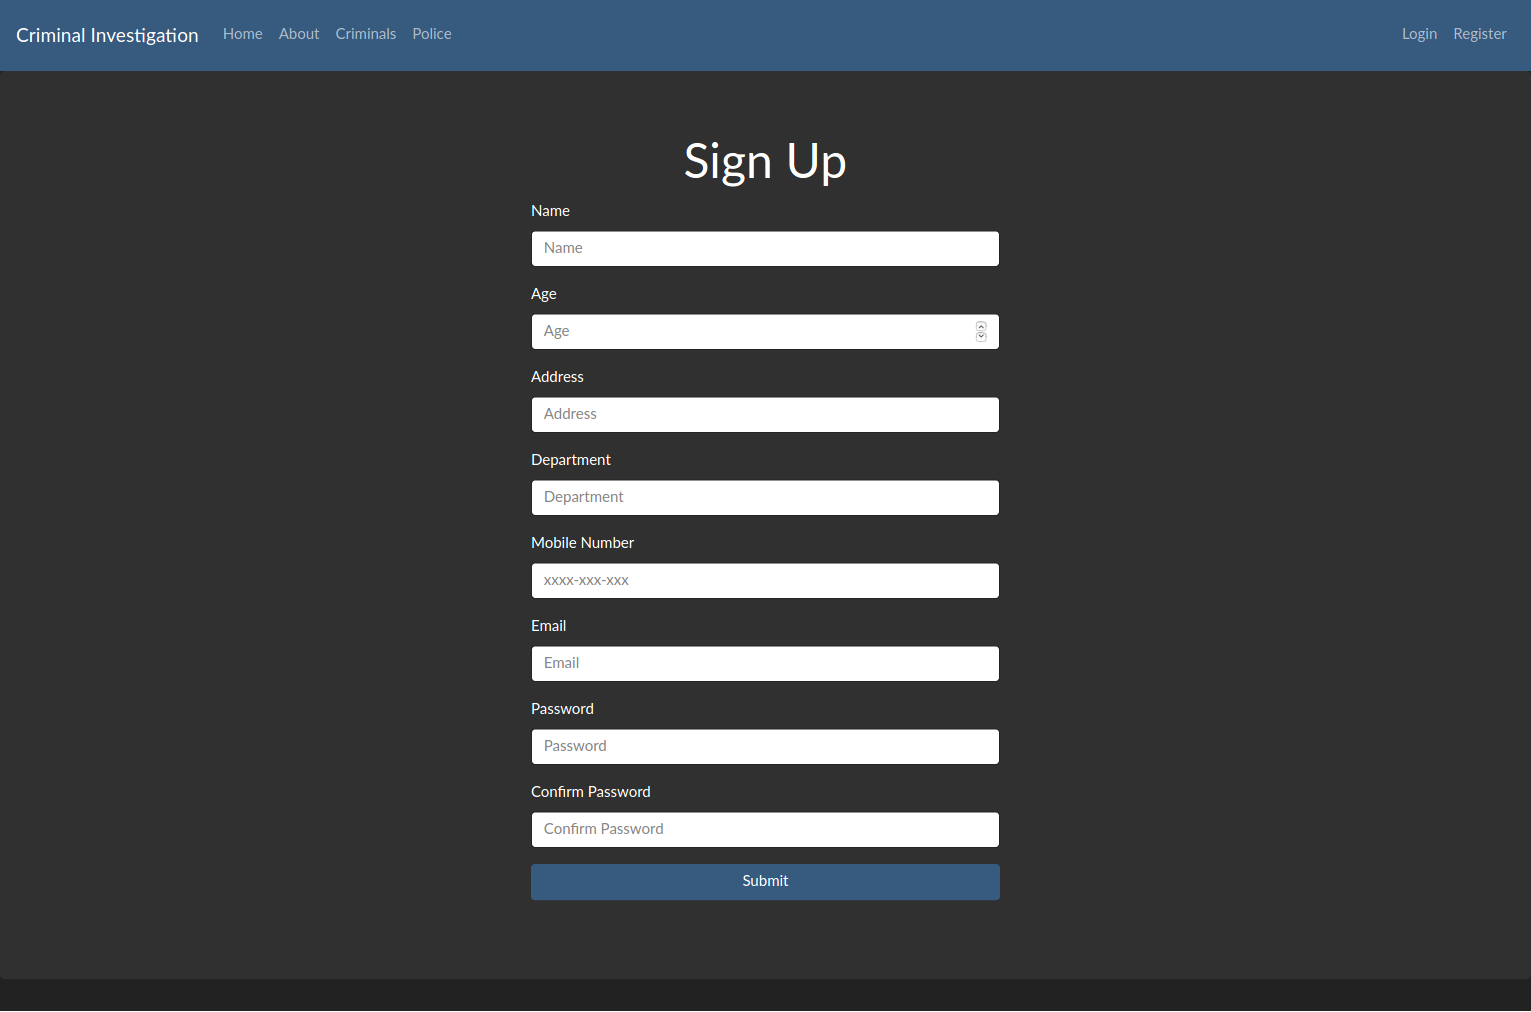 Criminal Investigation Home About Criminals Police Login Register
Sign Up
Name
Name
Age
Age
Address
Address
Department
Department
Mobile Number
xxxx-xxx-xxx
Email
Email
Password
Password
Confirm Password
Confirm Password
Submit